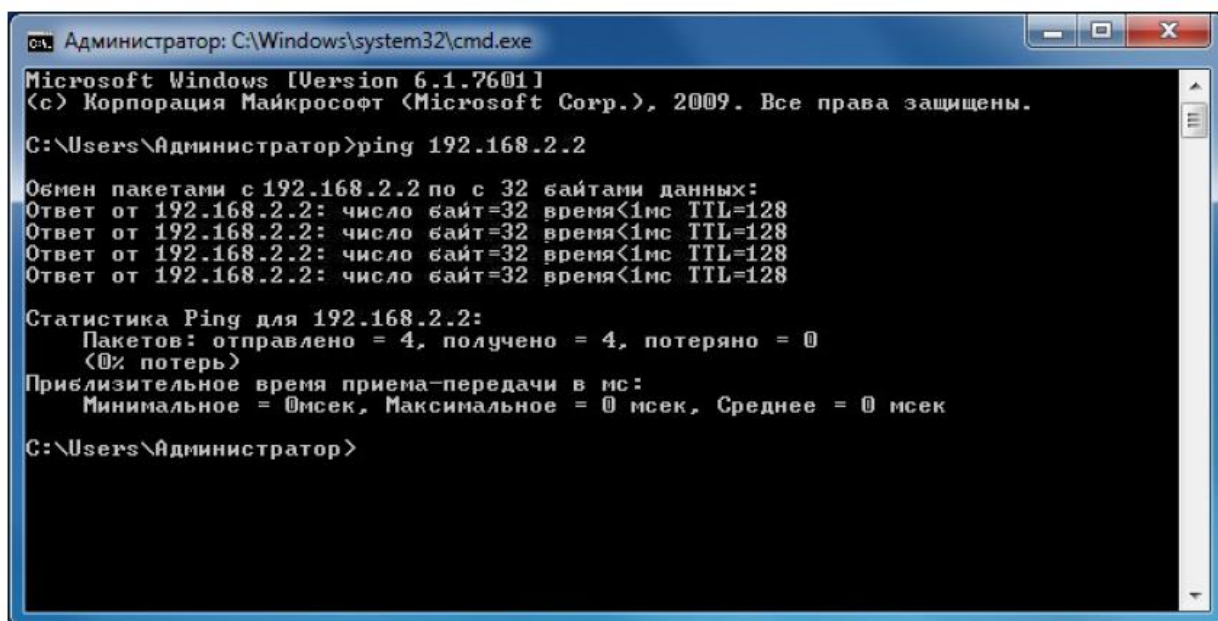 Администратор: C:\Windows\system32\cmd.exe
Microsoft Windows [Version 6.1.7601]
(c) Корпорация Майкрософт (Microsoft Corp.), 2009. Все права защищены.
C:\Users\Администратор>ping 192.168.2.2
Обмен пакетами с 192.168.2.2 по с 32 байтами данных:
Ответ от 192.168.2.2: число байт=32 время<1мс TTL=128
Ответ от 192.168.2.2: число байт=32 время<1мс TTL=128
Ответ от 192.168.2.2: число байт=32 время<1мс TTL=128
Ответ от 192.168.2.2: число байт=32 время<1мс TTL=128
Статистика Ping для 192.168.2.2:
Пакетов: отправлено = 4, получено = 4, потеряно = 0
(0% потерь)
Приблизительное время приема-передачи в мс:
Минимальное = 0мсек, Максимальное = 0 мсек, Среднее = 0 мсек
C:\Users\Администратор>